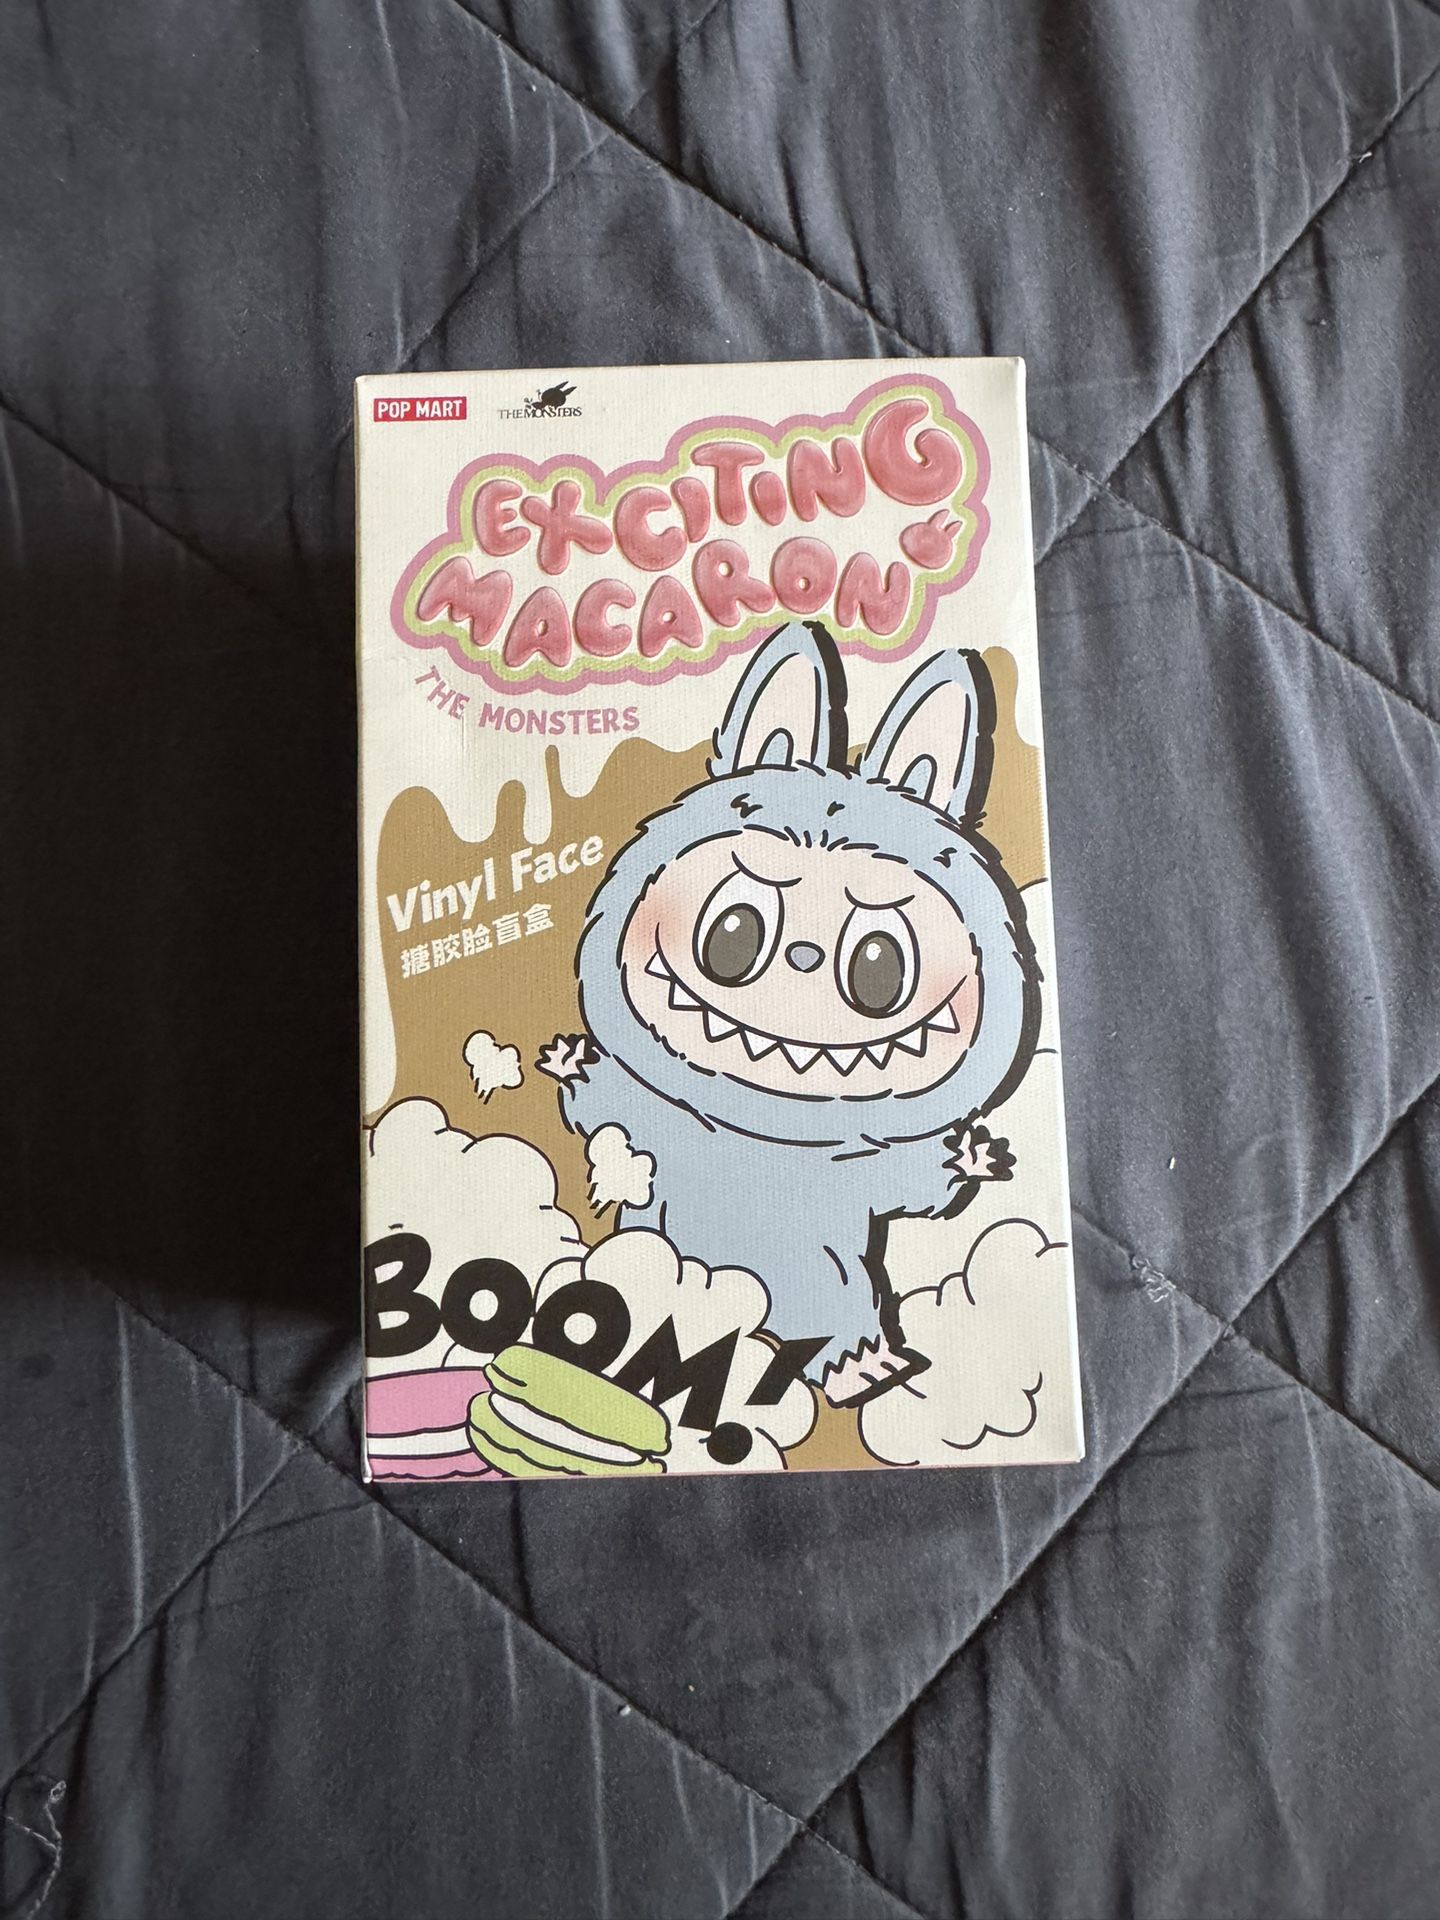 POP MART
THE MONSTERS
EXCITING
MACARON
THE MONSTERS
Vinyl Face
搪胶脸盲盒
BOOM!